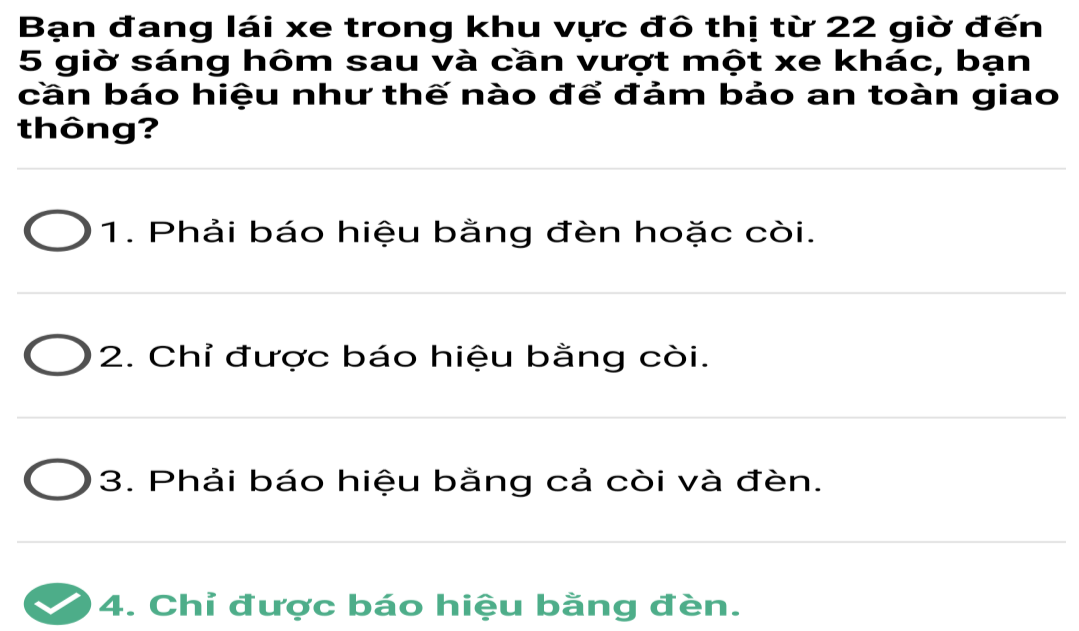 Bạn đang lái xe trong khu vực đô thị từ 22 giờ đến
5 giờ sáng hôm sau và cần vượt một xe khác, bạn
cần báo hiệu như thế nào để đảm bảo an toàn giao
thông?
1. Phải báo hiệu bằng đèn hoặc còi.
2. Chỉ được báo hiệu bằng còi.
3. Phải báo hiệu bằng cả còi và đèn.
4. Chỉ được báo hiệu bằng đèn.